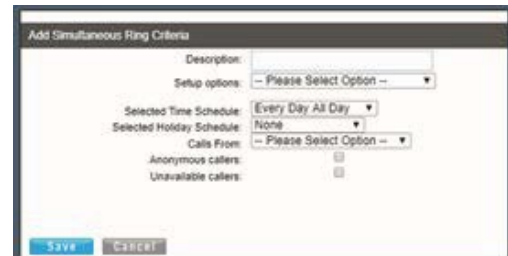 Add Simultaneous Ring Criteria
Description:
Setup options: -- Please Select Option --
Selected Time Schedule: Every Day All Day
Selected Holiday Schedule: None
Calls From: -- Please Select Option --
Anonymous callers:
Unavailable callers:
Save Cancel